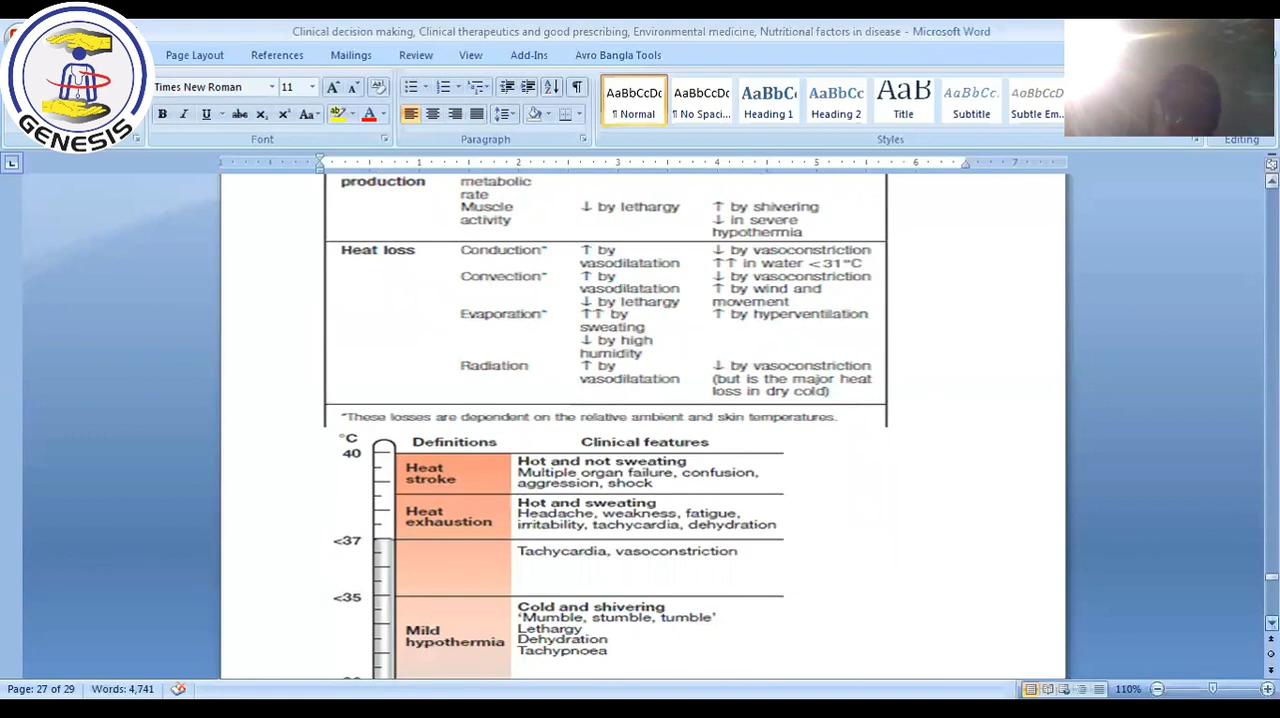 Clinical decision making, Clinical therapeutics and good prescribing, Environmental medicine, Nutritional factors in disease - Microsoft Word
GENESIS
Page Layout References Mailings Review View Add-Ins Avro Bangla Tools
Times New Roman 11
AaBbCcDc AaBbCcDc AaBbCc AaBbCc AaB AaBbCc. AaBbCcDc
¶ Normal ¶ No Spaci... Heading 1 Heading 2 Title Subtitle Subtle Em...
Font Paragraph Styles Editing
production metabolic
rate
Muscle ↓ by lethargy ↑ by shivering
activity ↓ in severe
hypothermia
Heat loss Conduction* ↑ by ↓ by vasoconstriction
vasodilatation ↑↑ in water <31°C
Convection* ↑ by ↓ by vasoconstriction
vasodilatation ↑ by wind and
↓ by lethargy movement
Evaporation* ↑↑ by ↑ by hyperventilation
sweating
↓ by high
humidity
Radiation ↑ by ↓ by vasoconstriction
vasodilatation (but is the major heat
loss in dry cold)
*These losses are dependent on the relative ambient and skin temperatures.
°C Definitions Clinical features
40 Hot and not sweating
Heat Multiple organ failure, confusion,
stroke aggression, shock
Hot and sweating
Heat Headache, weakness, fatigue,
exhaustion irritability, tachycardia, dehydration
<37
Tachycardia, vasoconstriction
<35
Cold and shivering
'Mumble, stumble, tumble'
Mild Lethargy
hypothermia Dehydration
Tachypnoea
Page: 27 of 29 Words: 4,741 110%